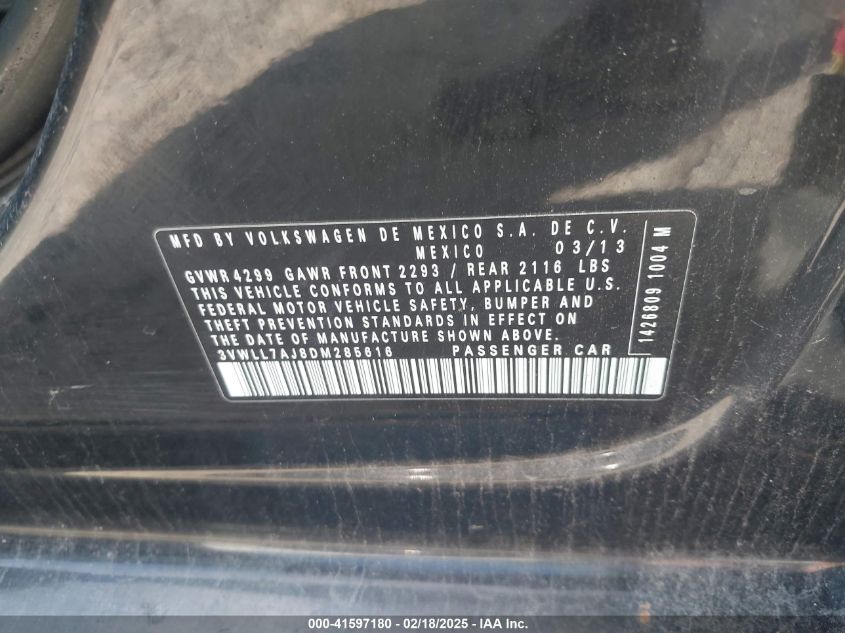 MFD BY VOLKSWAGEN DE MEXICO S.A. DE C.V.
MEXICO 03/13
GVWR 4299 GAWR FRONT 2293 / REAR 2116 LBS
THIS VEHICLE CONFORMS TO ALL APPLICABLE U.S.
FEDERAL MOTOR VEHICLE SAFETY, BUMPER AND
THEFT PREVENTION STANDARDS IN EFFECT ON
THE DATE OF MANUFACTURE SHOWN ABOVE.
3VWLL7AJ8DM285616 PASSENGER CAR
1426809 1004 M
000-41597180 - 02/18/2025 - IAA, Inc.